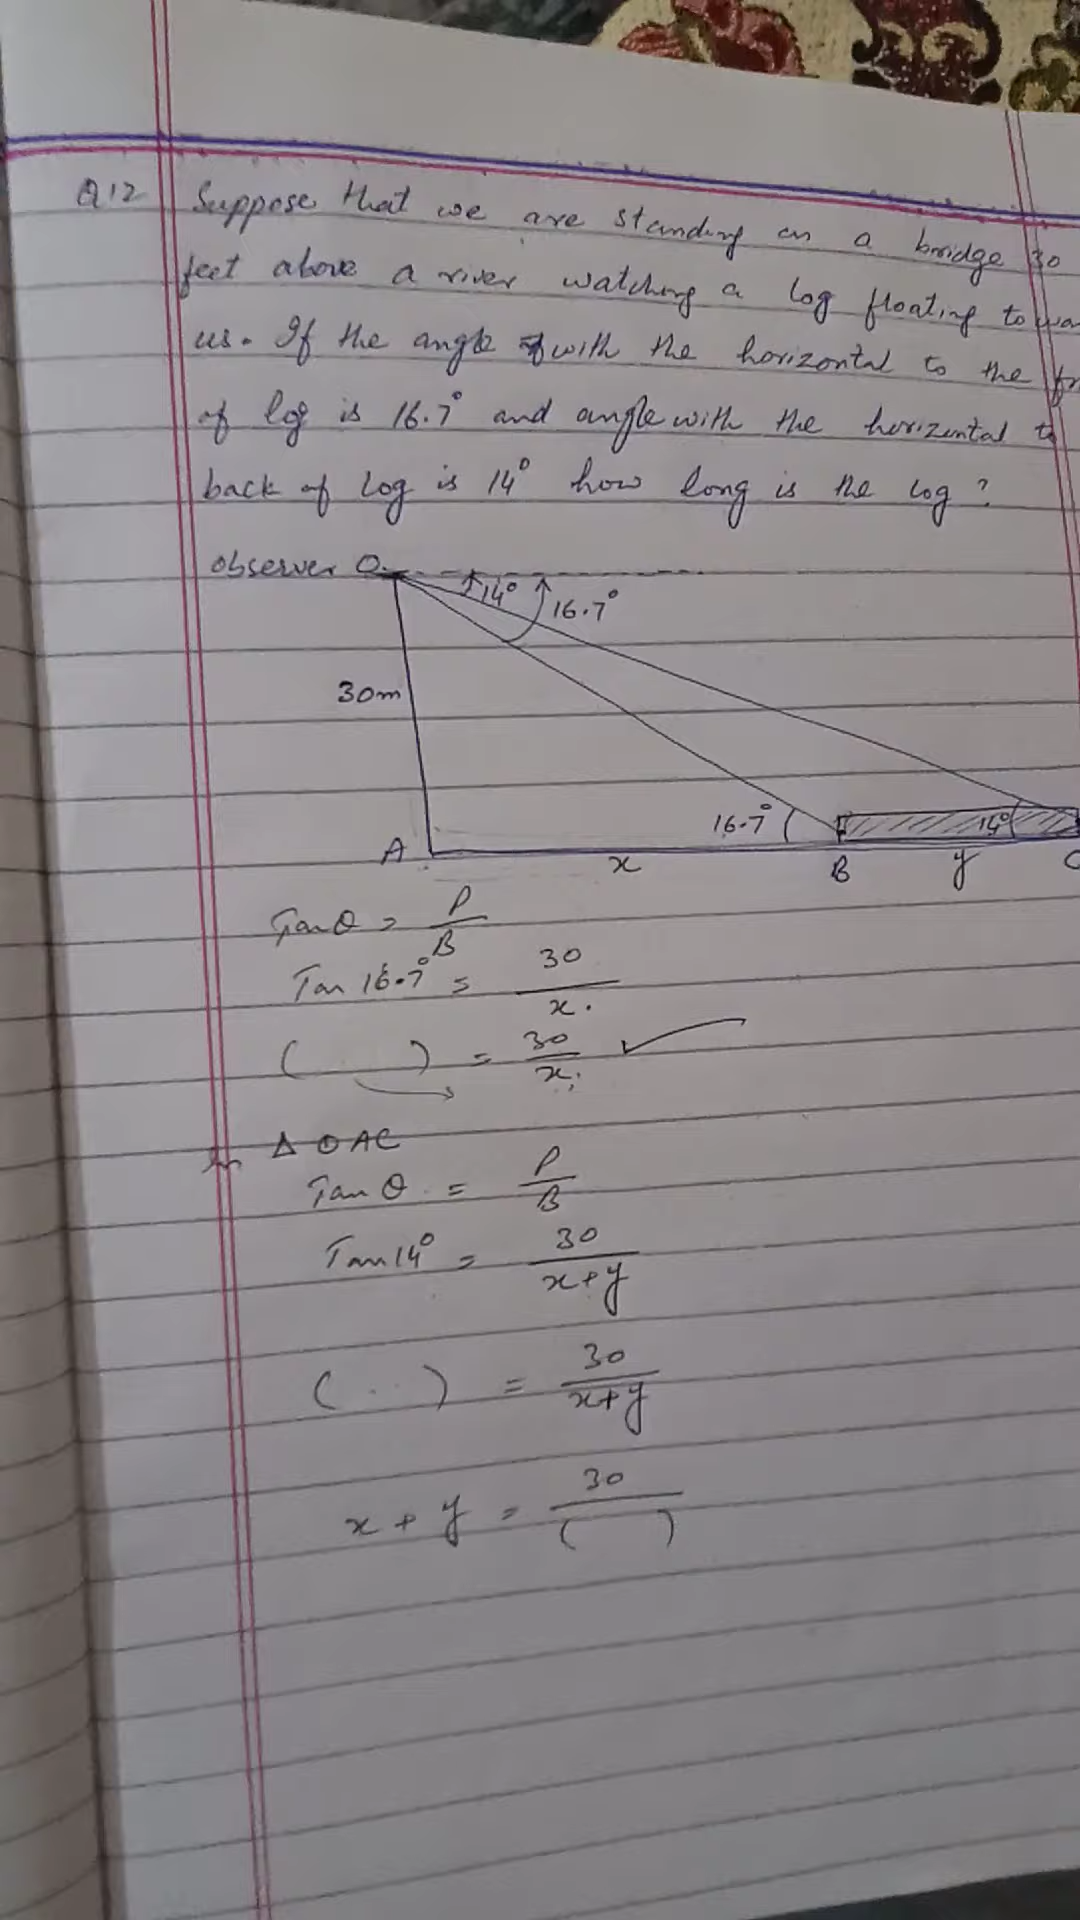 Q12 Suppose that we are standing on a bridge 30
feet above a river watching a log floating towa
us. If the angle with the horizontal to the fr
of log is 16.7° and angle with the horizontal to
back of log is 14° how long is the log?
observer O
14° 16.7°
30m
16.7° 14°
A x B y C
Tan θ = P/B
Tan 16.7° = 30/x.
( ) = 30/x.
In Δ OAC
Tan θ = P/B
Tan 14° = 30/x+y
( .. ) = 30/x+y
x + y = 30/( )